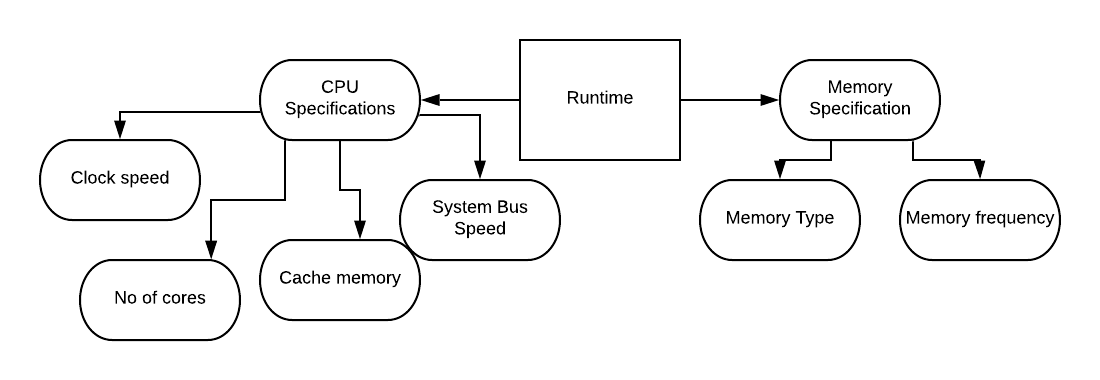 CPU
Specifications
Runtime
Memory
Specification
Clock speed
System Bus
Speed
Memory Type
Memory frequency
No of cores
Cache memory